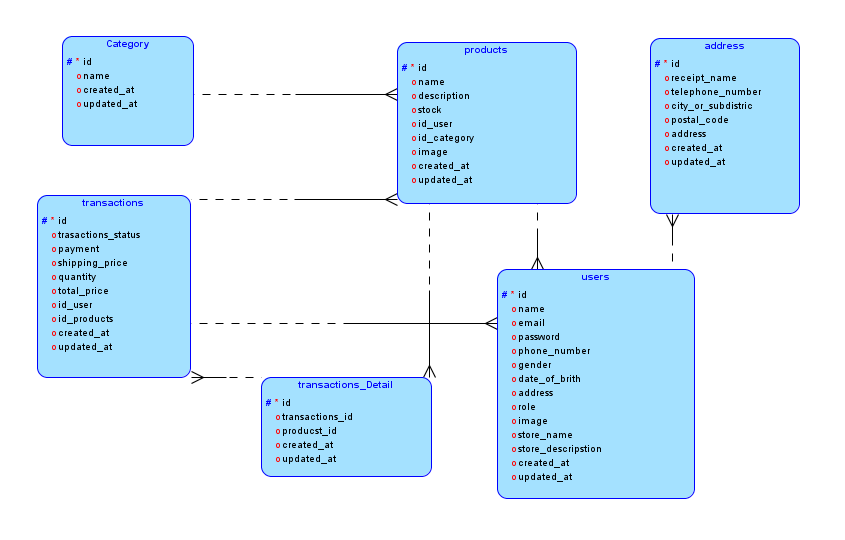 Category
# * id
o name
o created_at
o updated_at
products
# * id
o name
o description
o stock
o id_user
o id_category
o image
o created_at
o updated_at
address
# * id
o receipt_name
o telephone_number
o city_or_subdistric
o postal_code
o address
o created_at
o updated_at
transactions
# * id
o trasactions_status
o payment
o shipping_price
o quantity
o total_price
o id_user
o id_products
o created_at
o updated_at
users
# * id
o name
o email
o password
o phone_number
o gender
o date_of_brith
o address
o role
o image
o store_name
o store_descripstion
o created_at
o updated_at
transactions_Detail
# * id
o transactions_id
o producst_id
o created_at
o updated_at